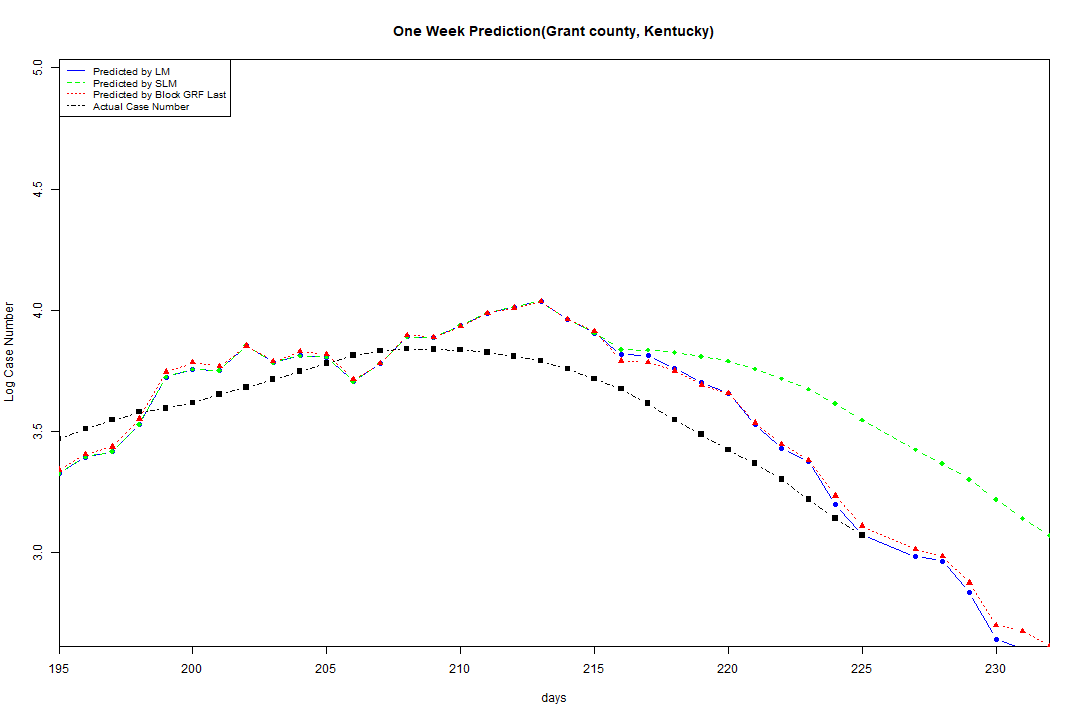 One Week Prediction(Grant county, Kentucky)
Predicted by LM
Predicted by SLM
Predicted by Block GRF Last
Actual Case Number
5.0
4.5
4.0
3.5
3.0
Log Case Number
195 200 205 210 215 220 225 230
days